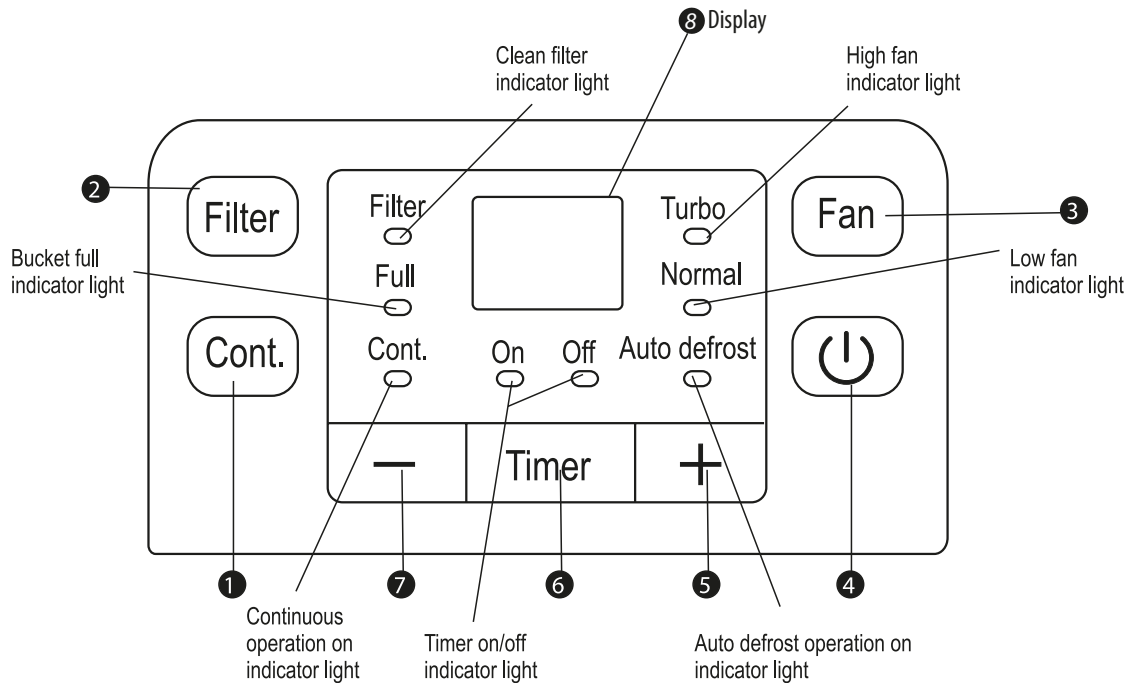 8 Display
Clean filter
indicator light
High fan
indicator light
2
Filter
Filter
Turbo
Fan
3
Bucket full
indicator light
Full
Normal
Low fan
indicator light
Cont.
Cont.
On
Off
Auto defrost
Timer
1
7
6
5
4
Continuous
operation on
indicator light
Timer on/off
indicator light
Auto defrost operation on
indicator light